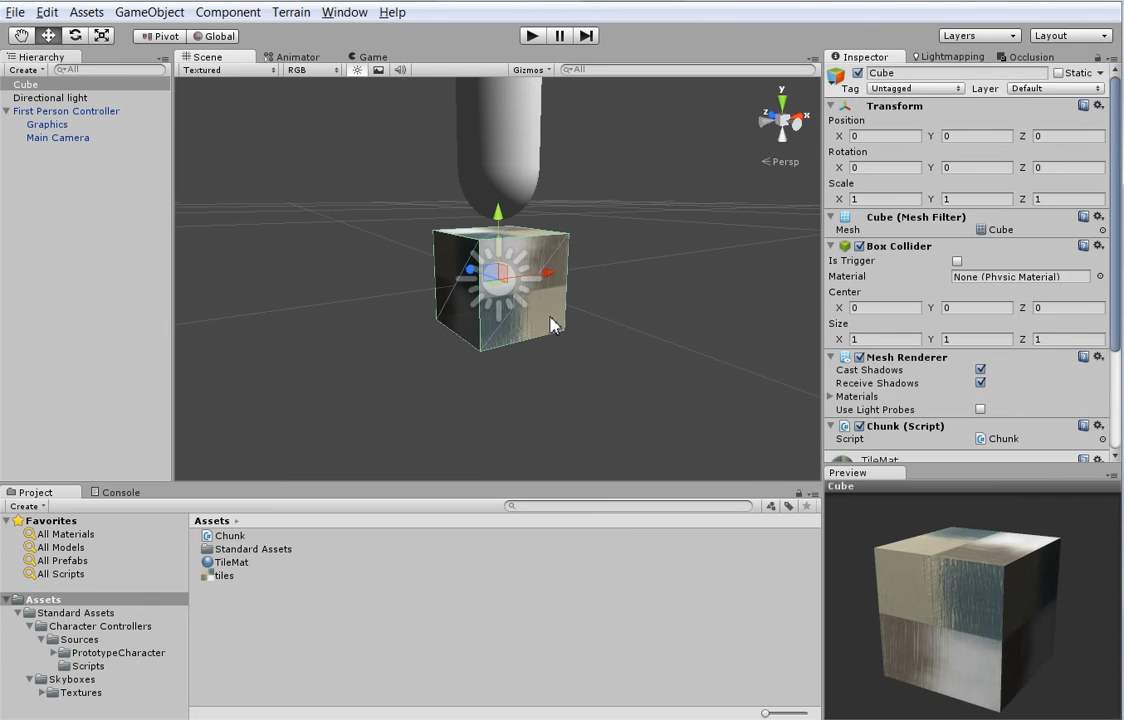 File Edit Assets GameObject Component Terrain Window Help
Pivot Global Layers Layout
Hierarchy Scene Animator Game Inspector Lightmapping Occlusion
Create All Textured RGB Gizmos All Cube Static
Cube
Directional light
First Person Controller
Graphics
Main Camera
y
z x
Persp
Tag Untagged Layer Default
Transform
Position
X 0 Y 0 Z 0
Rotation
X 0 Y 0 Z 0
Scale
X 1 Y 1 Z 1
Cube (Mesh Filter)
Mesh Cube
Box Collider
Is Trigger
Material None (Physic Material)
Center
X 0 Y 0 Z 0
Size
X 1 Y 1 Z 1
Mesh Renderer
Cast Shadows
Receive Shadows
Materials
Use Light Probes
Chunk (Script)
Script Chunk
TileMat
Preview
Cube
Project Console
Create
Favorites
All Materials
All Models
All Prefabs
All Scripts
Assets
Standard Assets
Character Controllers
Sources
PrototypeCharacter
Scripts
Skyboxes
Textures
Assets
Chunk
Standard Assets
TileMat
tiles